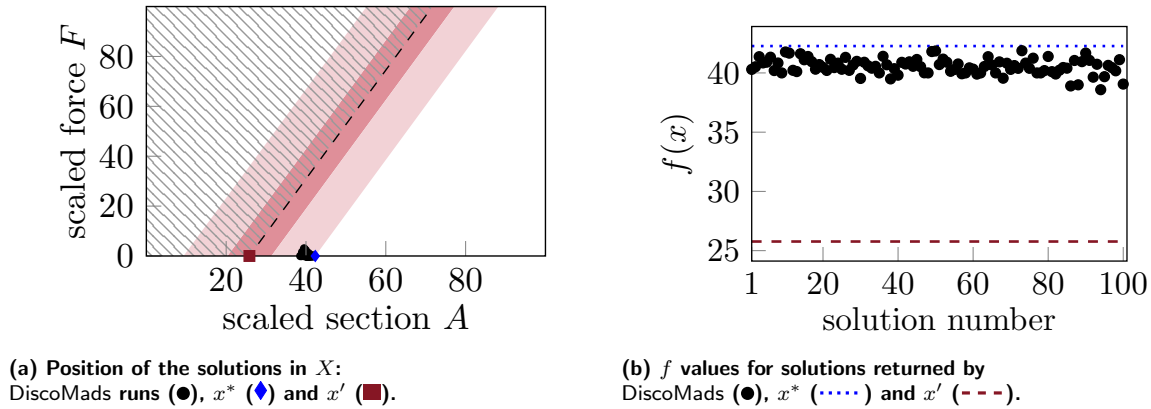 scaled force F
80
60
40
20
0
20
40
60
80
scaled section A
(a) Position of the solutions in X:
DiscoMads runs (●), x* (♦) and x′ (■).
f(x)
40
35
30
25
1
20
40
60
80
100
solution number
(b) f values for solutions returned by
DiscoMads (●), x* (⋯⋯) and x′ (---).